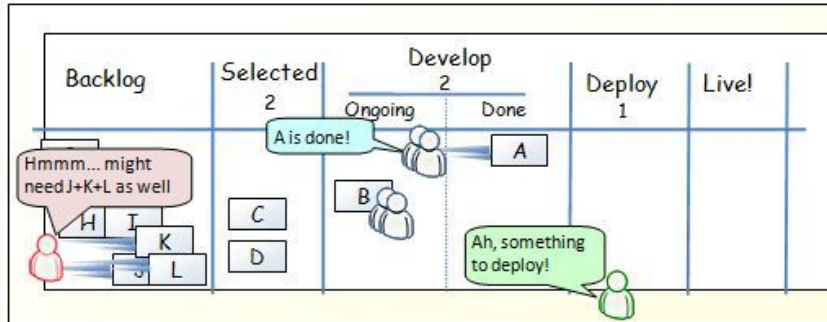 Backlog
Selected
2
Develop
2
Ongoing
Done
Deploy
1
Live!
A is done!
A
Hmmm... might
need J+K+L as well
B
H I
C
K
D
J L
Ah, something
to deploy!